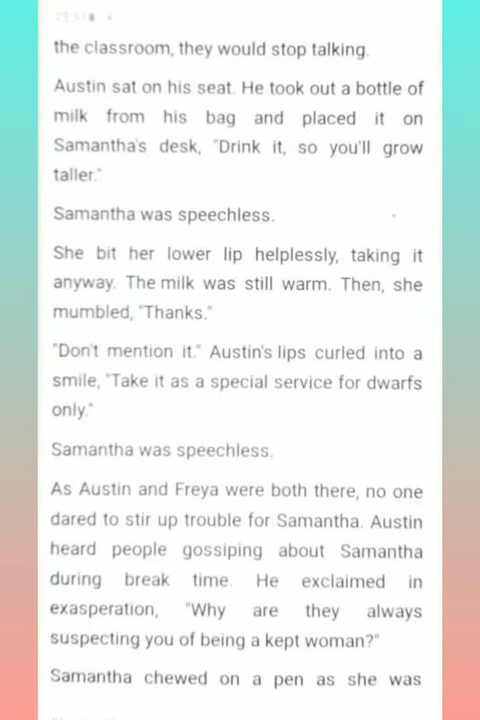 the classroom, they would stop talking.
Austin sat on his seat. He took out a bottle of
milk from his bag and placed it on
Samantha's desk, "Drink it, so you'll grow
taller."
Samantha was speechless.
She bit her lower lip helplessly, taking it
anyway. The milk was still warm. Then, she
mumbled, "Thanks."
"Don't mention it." Austin's lips curled into a
smile, "Take it as a special service for dwarfs
only."
Samantha was speechless.
As Austin and Freya were both there, no one
dared to stir up trouble for Samantha. Austin
heard people gossiping about Samantha
during break time. He exclaimed in
exasperation, "Why are they always
suspecting you of being a kept woman?"
Samantha chewed on a pen as she was